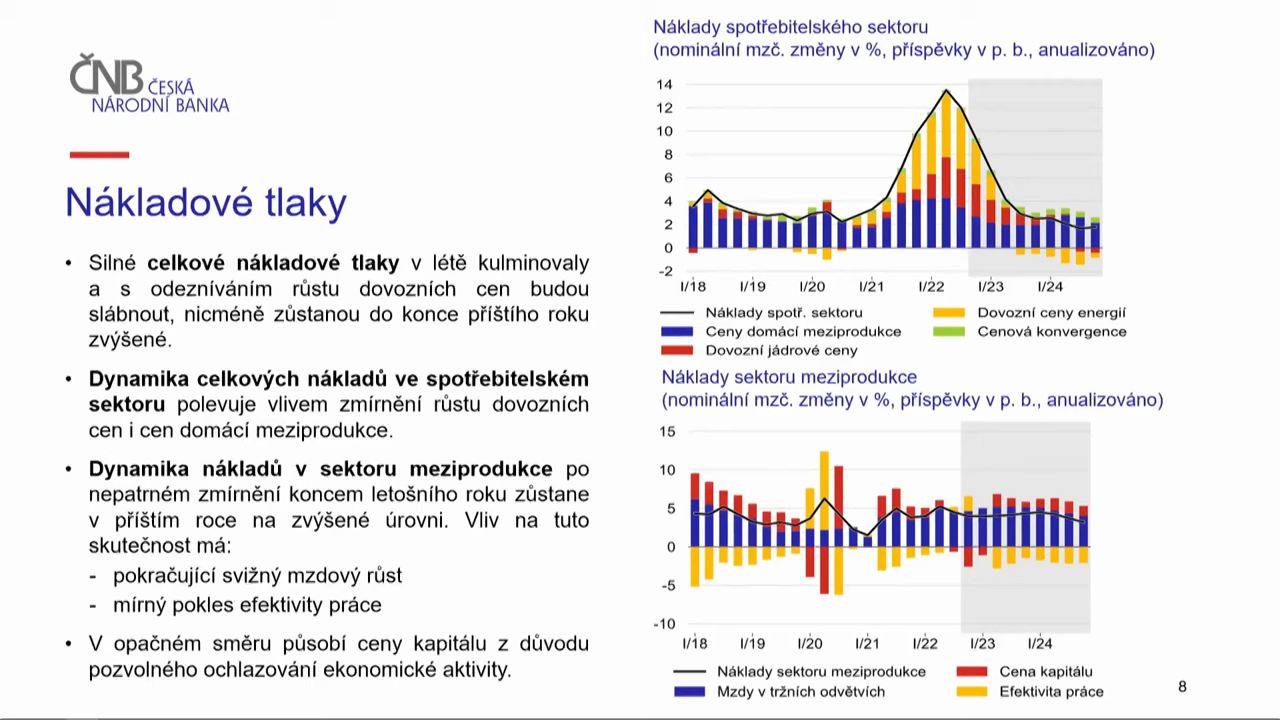 ČNB ČESKÁ
NÁRODNÍ BANKA
Nákladové tlaky
• Silné celkové nákladové tlaky v létě kulminovaly
a s odezníváním růstu dovozních cen budou
slábnout, nicméně zůstanou do konce příštího roku
zvýšené.
• Dynamika celkových nákladů ve spotřebitelském
sektoru polevuje vlivem zmírnění růstu dovozních
cen i cen domácí meziprodukce.
• Dynamika nákladů v sektoru meziprodukce po
nepatrném zmírnění koncem letošního roku zůstane
v příštím roce na zvýšené úrovni. Vliv na tuto
skutečnost má:
- pokračující svižný mzdový růst
- mírný pokles efektivity práce
• V opačném směru působí ceny kapitálu z důvodu
pozvolného ochlazování ekonomické aktivity.
Náklady spotřebitelského sektoru
(nominální mzč. změny v %, příspěvky v p. b., anualizováno)
14
12
10
8
6
4
2
0
-2
I/18 I/19 I/20 I/21 I/22 I/23 I/24
Náklady spotř. sektoru
Dovozní ceny energií
Ceny domácí meziprodukce
Cenová konvergence
Dovozní jádrové ceny
Náklady sektoru meziprodukce
(nominální mzč. změny v %, příspěvky v p. b., anualizováno)
15
10
5
0
-5
-10
I/18 I/19 I/20 I/21 I/22 I/23 I/24
Náklady sektoru meziprodukce
Cena kapitálu
Mzdy v tržních odvětvích
Efektivita práce
8